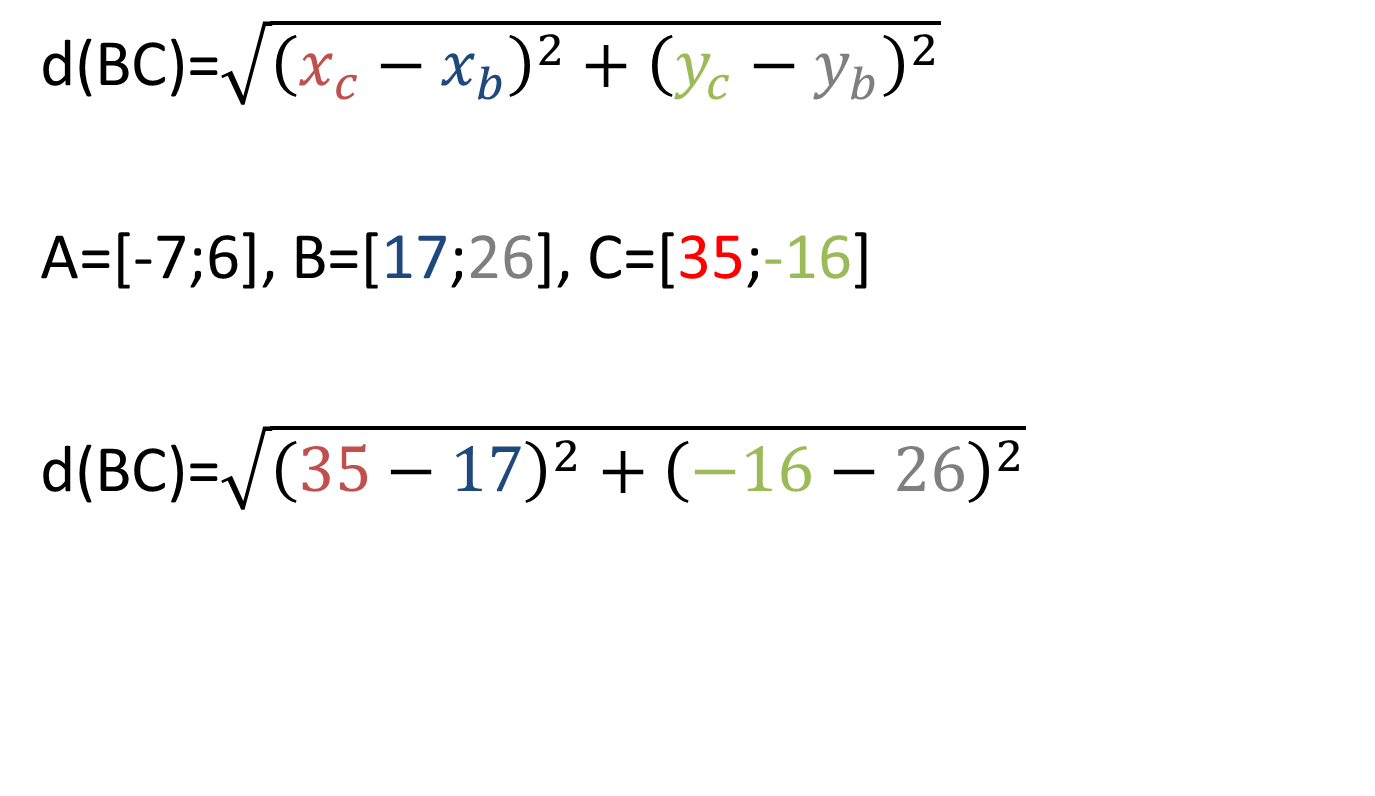 d(BC)=√(x_c − x_b)² + (y_c − y_b)²
A=[-7;6], B=[17;26], C=[35;-16]
d(BC)=√(35 − 17)² + (−16 − 26)²